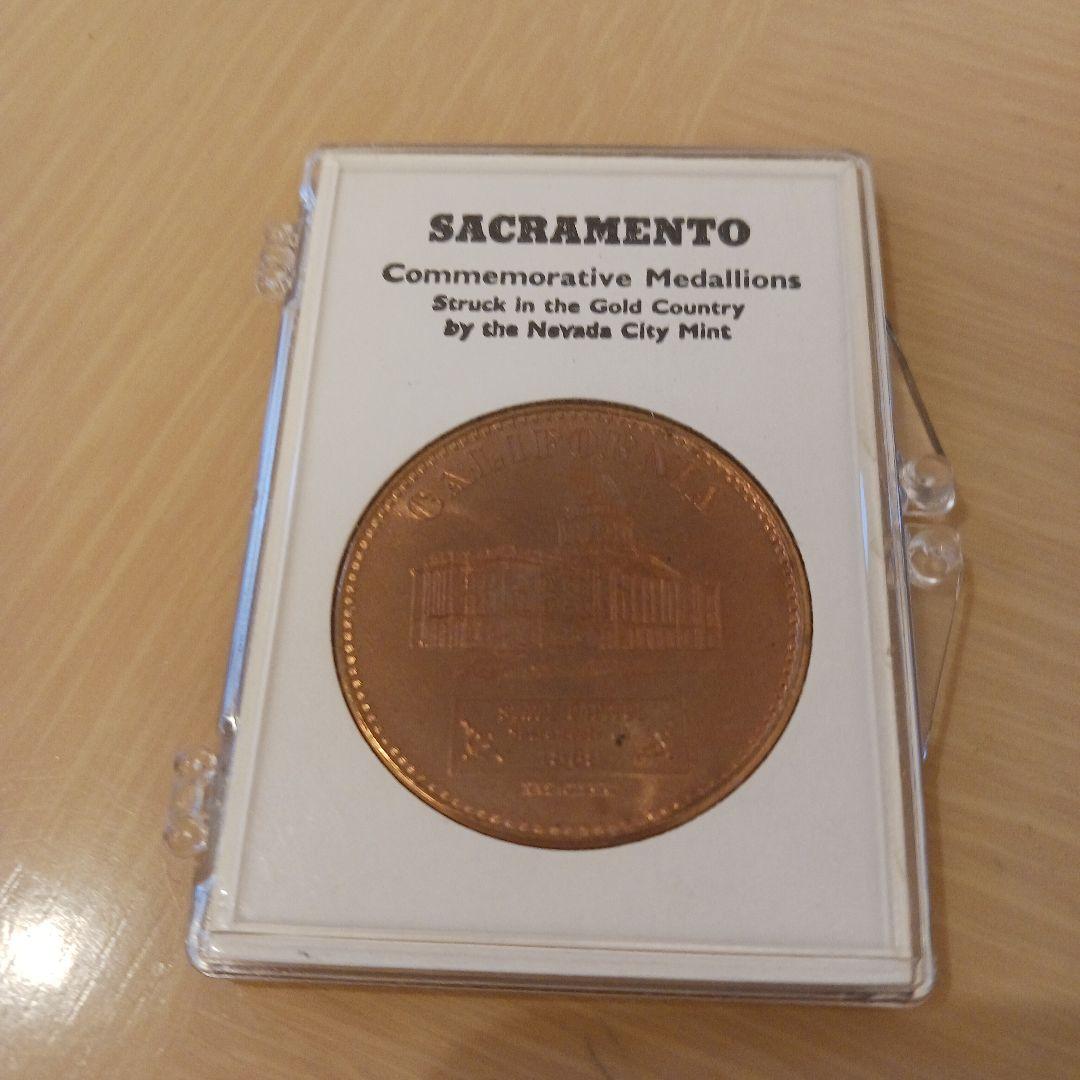 SACRAMENTO
Commemorative Medallions
Struck in the Gold Country
by the Nevada City Mint
CALIFORNIA